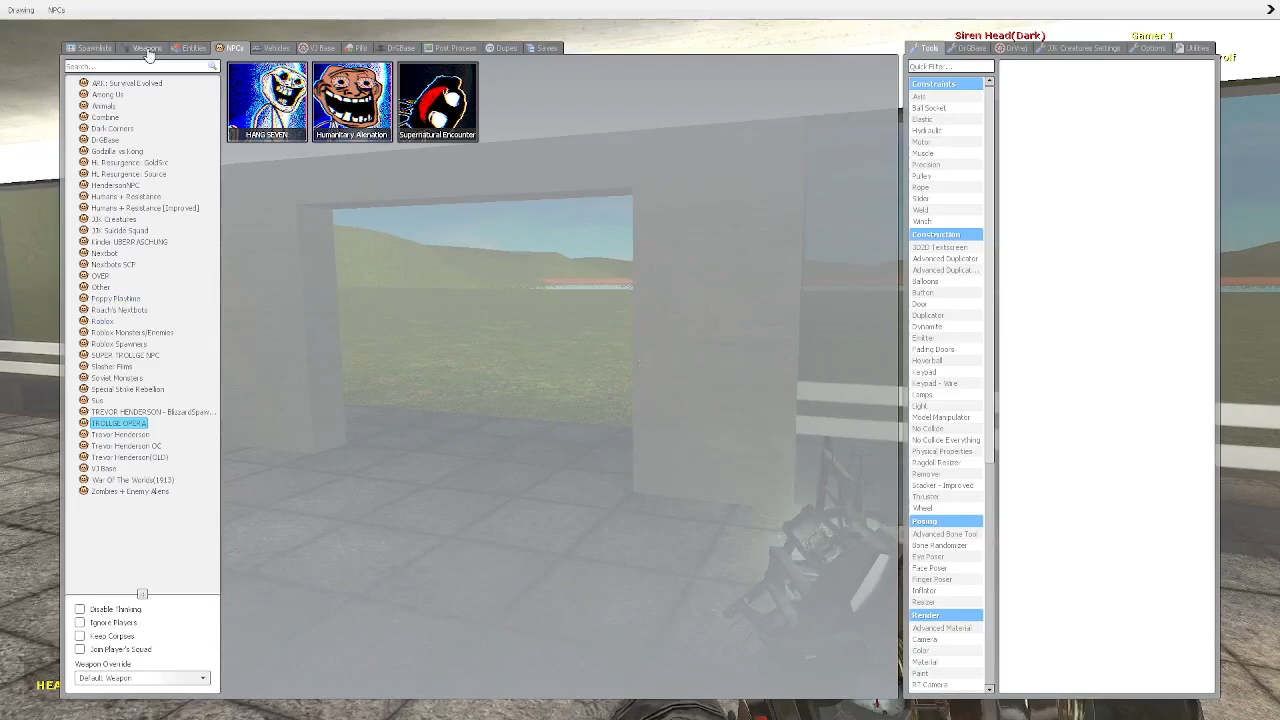 Drawing NPCs
Siren Head(Dark) Gamer 1
Spawnlists Weapons Entities NPCs Vehicles VJ Base Pills DrGBase Post Process Dupes Saves
Tools DrGBase DrVrej JJk Creatures Settings Options Utilities
Search...
ARK: Survival Evolved
Among Us
Animals
Combine
Dark Corners
DrGBase
Godzilla vs Kong
HL Resurgence: GoldSrc
HL Resurgence: Source
HendersonNPC
Humans + Resistance
Humans + Resistance [Improved]
JJk Creatures
JJk Suicide Squad
Kinder UBERRASCHUNG
Nextbot
Nextbots SCP
OVER
Other
Poppy Playtime
Roach's Nextbots
Roblox
Roblox Monsters/Enemies
Roblox Spawners
SUPER TROLLGE NPC
Slasher Films
Soviet Monsters
Special Strike Rebellion
Sus
TREVOR HENDERSON - BlizzardSpaw...
TROLLGE OPERA
Trevor Henderson
Trevor Henderson OC
Trevor Henderson(OLD)
VJ Base
War Of The Worlds(1913)
Zombies + Enemy Aliens
Disable Thinking
Ignore Players
Keep Corpses
Join Player's Squad
Weapon Override
Default Weapon
HANG SEVEN
Humanitary Alienation
Supernatural Encounter
Quick Filter...
Constraints
Axis
Ball Socket
Elastic
Hydraulic
Motor
Muscle
Precision
Pulley
Rope
Slider
Weld
Winch
Construction
3D2D Textscreen
Advanced Duplicator
Advanced Duplicat...
Balloons
Button
Door
Duplicator
Dynamite
Emitter
Fading Doors
Hoverball
Keypad
Keypad - Wire
Lamps
Light
Model Manipulator
No Collide
No Collide Everything
Physical Properties
Ragdoll Resizer
Remover
Stacker - Improved
Thruster
Wheel
Posing
Advanced Bone Tool
Bone Randomizer
Eye Poser
Face Poser
Finger Poser
Inflator
Resizer
Render
Advanced Material
Camera
Color
Material
Paint
RT Camera